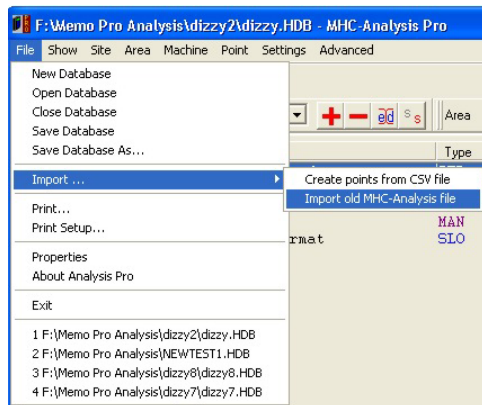 F:\Memo Pro Analysis\dizzy2\dizzy.HDB - MHC-Analysis Pro
File Show Site Area Machine Point Settings Advanced
New Database
Open Database
Close Database
Save Database
Save Database As...
Area
Type
Import ...
Create points from CSV file
Import old MHC-Analysis file
Print...
Print Setup...
MAN
rmat SLO
Properties
About Analysis Pro
Exit
1 F:\Memo Pro Analysis\dizzy2\dizzy.HDB
2 F:\Memo Pro Analysis\NEWTEST1.HDB
3 F:\Memo Pro Analysis\dizzy8\dizzy8.HDB
4 F:\Memo Pro Analysis\dizzy7\dizzy7.HDB